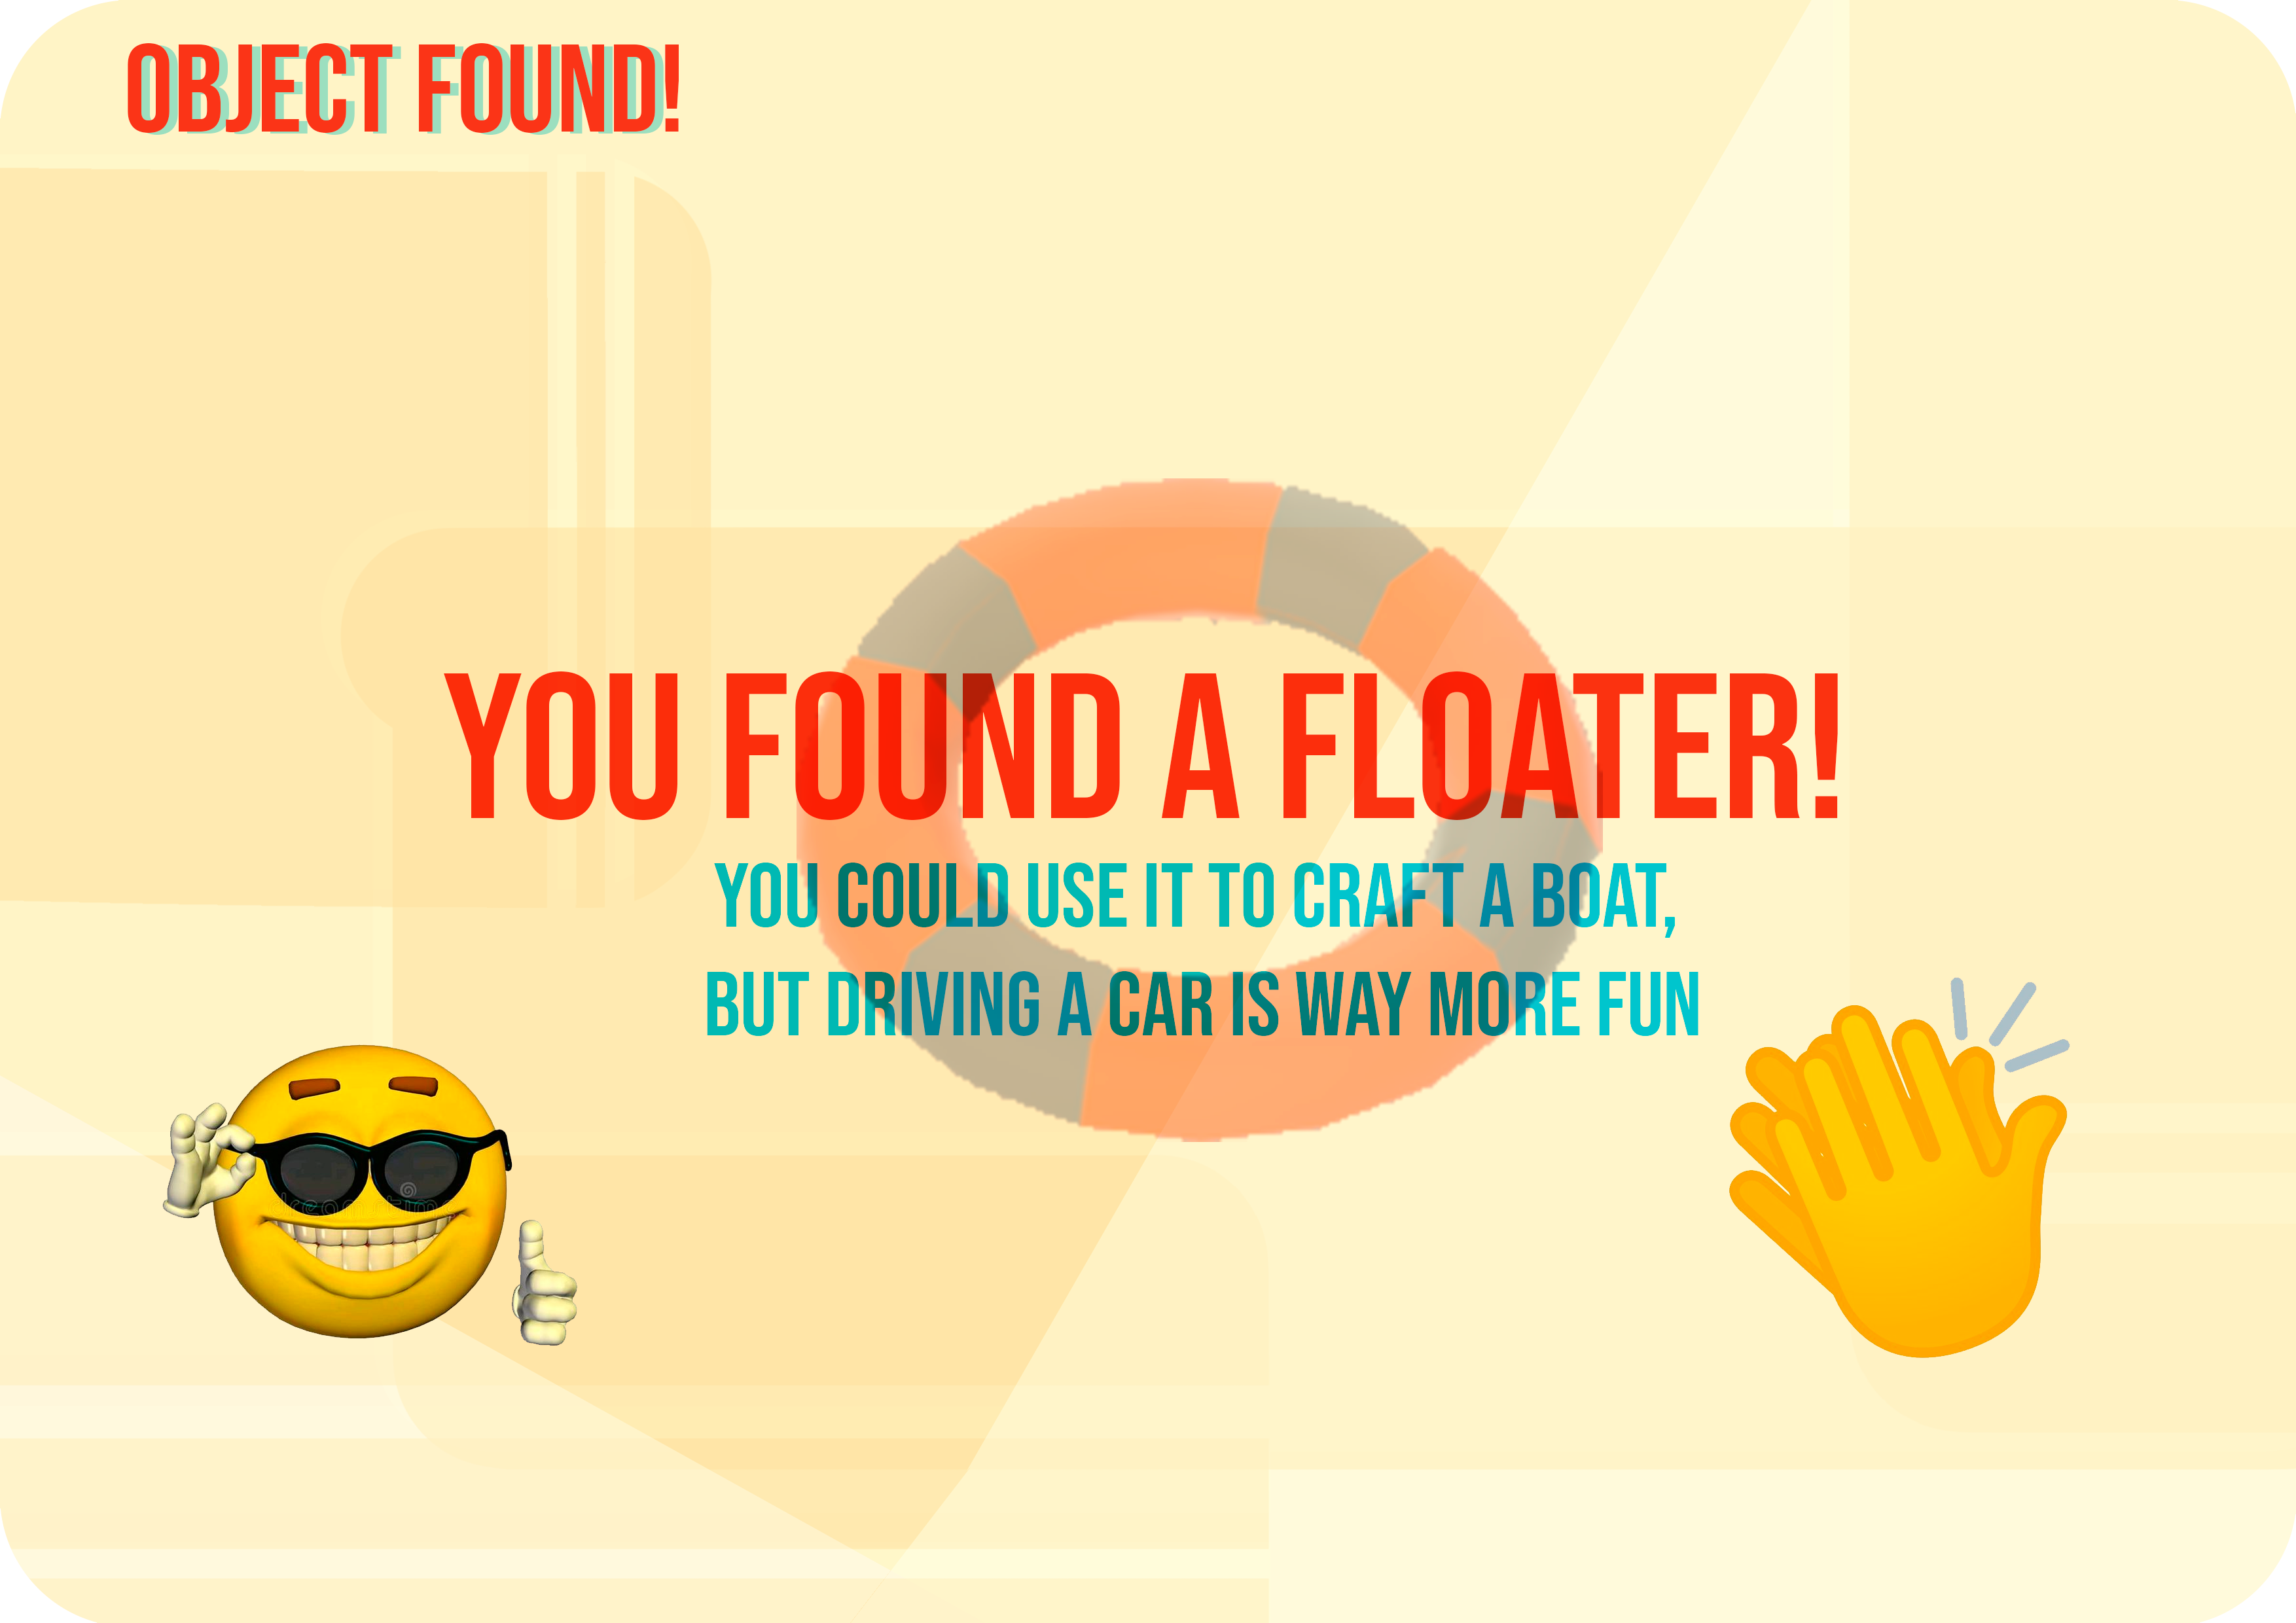 OBJECT FOUND!
YOU FOUND A FLOATER!
YOU COULD USE IT TO CRAFT A BOAT,
BUT DRIVING A CAR IS WAY MORE FUN